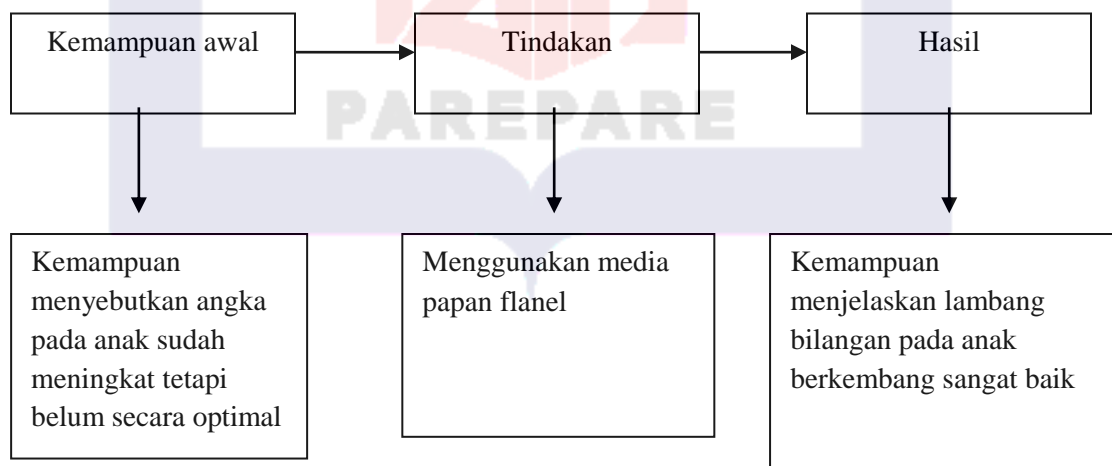 Kemampuan awal
Tindakan
Hasil
PAREPARE
Kemampuan
menyebutkan angka
pada anak sudah
meningkat tetapi
belum secara optimal
Menggunakan media
papan flanel
Kemampuan
menjelaskan lambang
bilangan pada anak
berkembang sangat baik